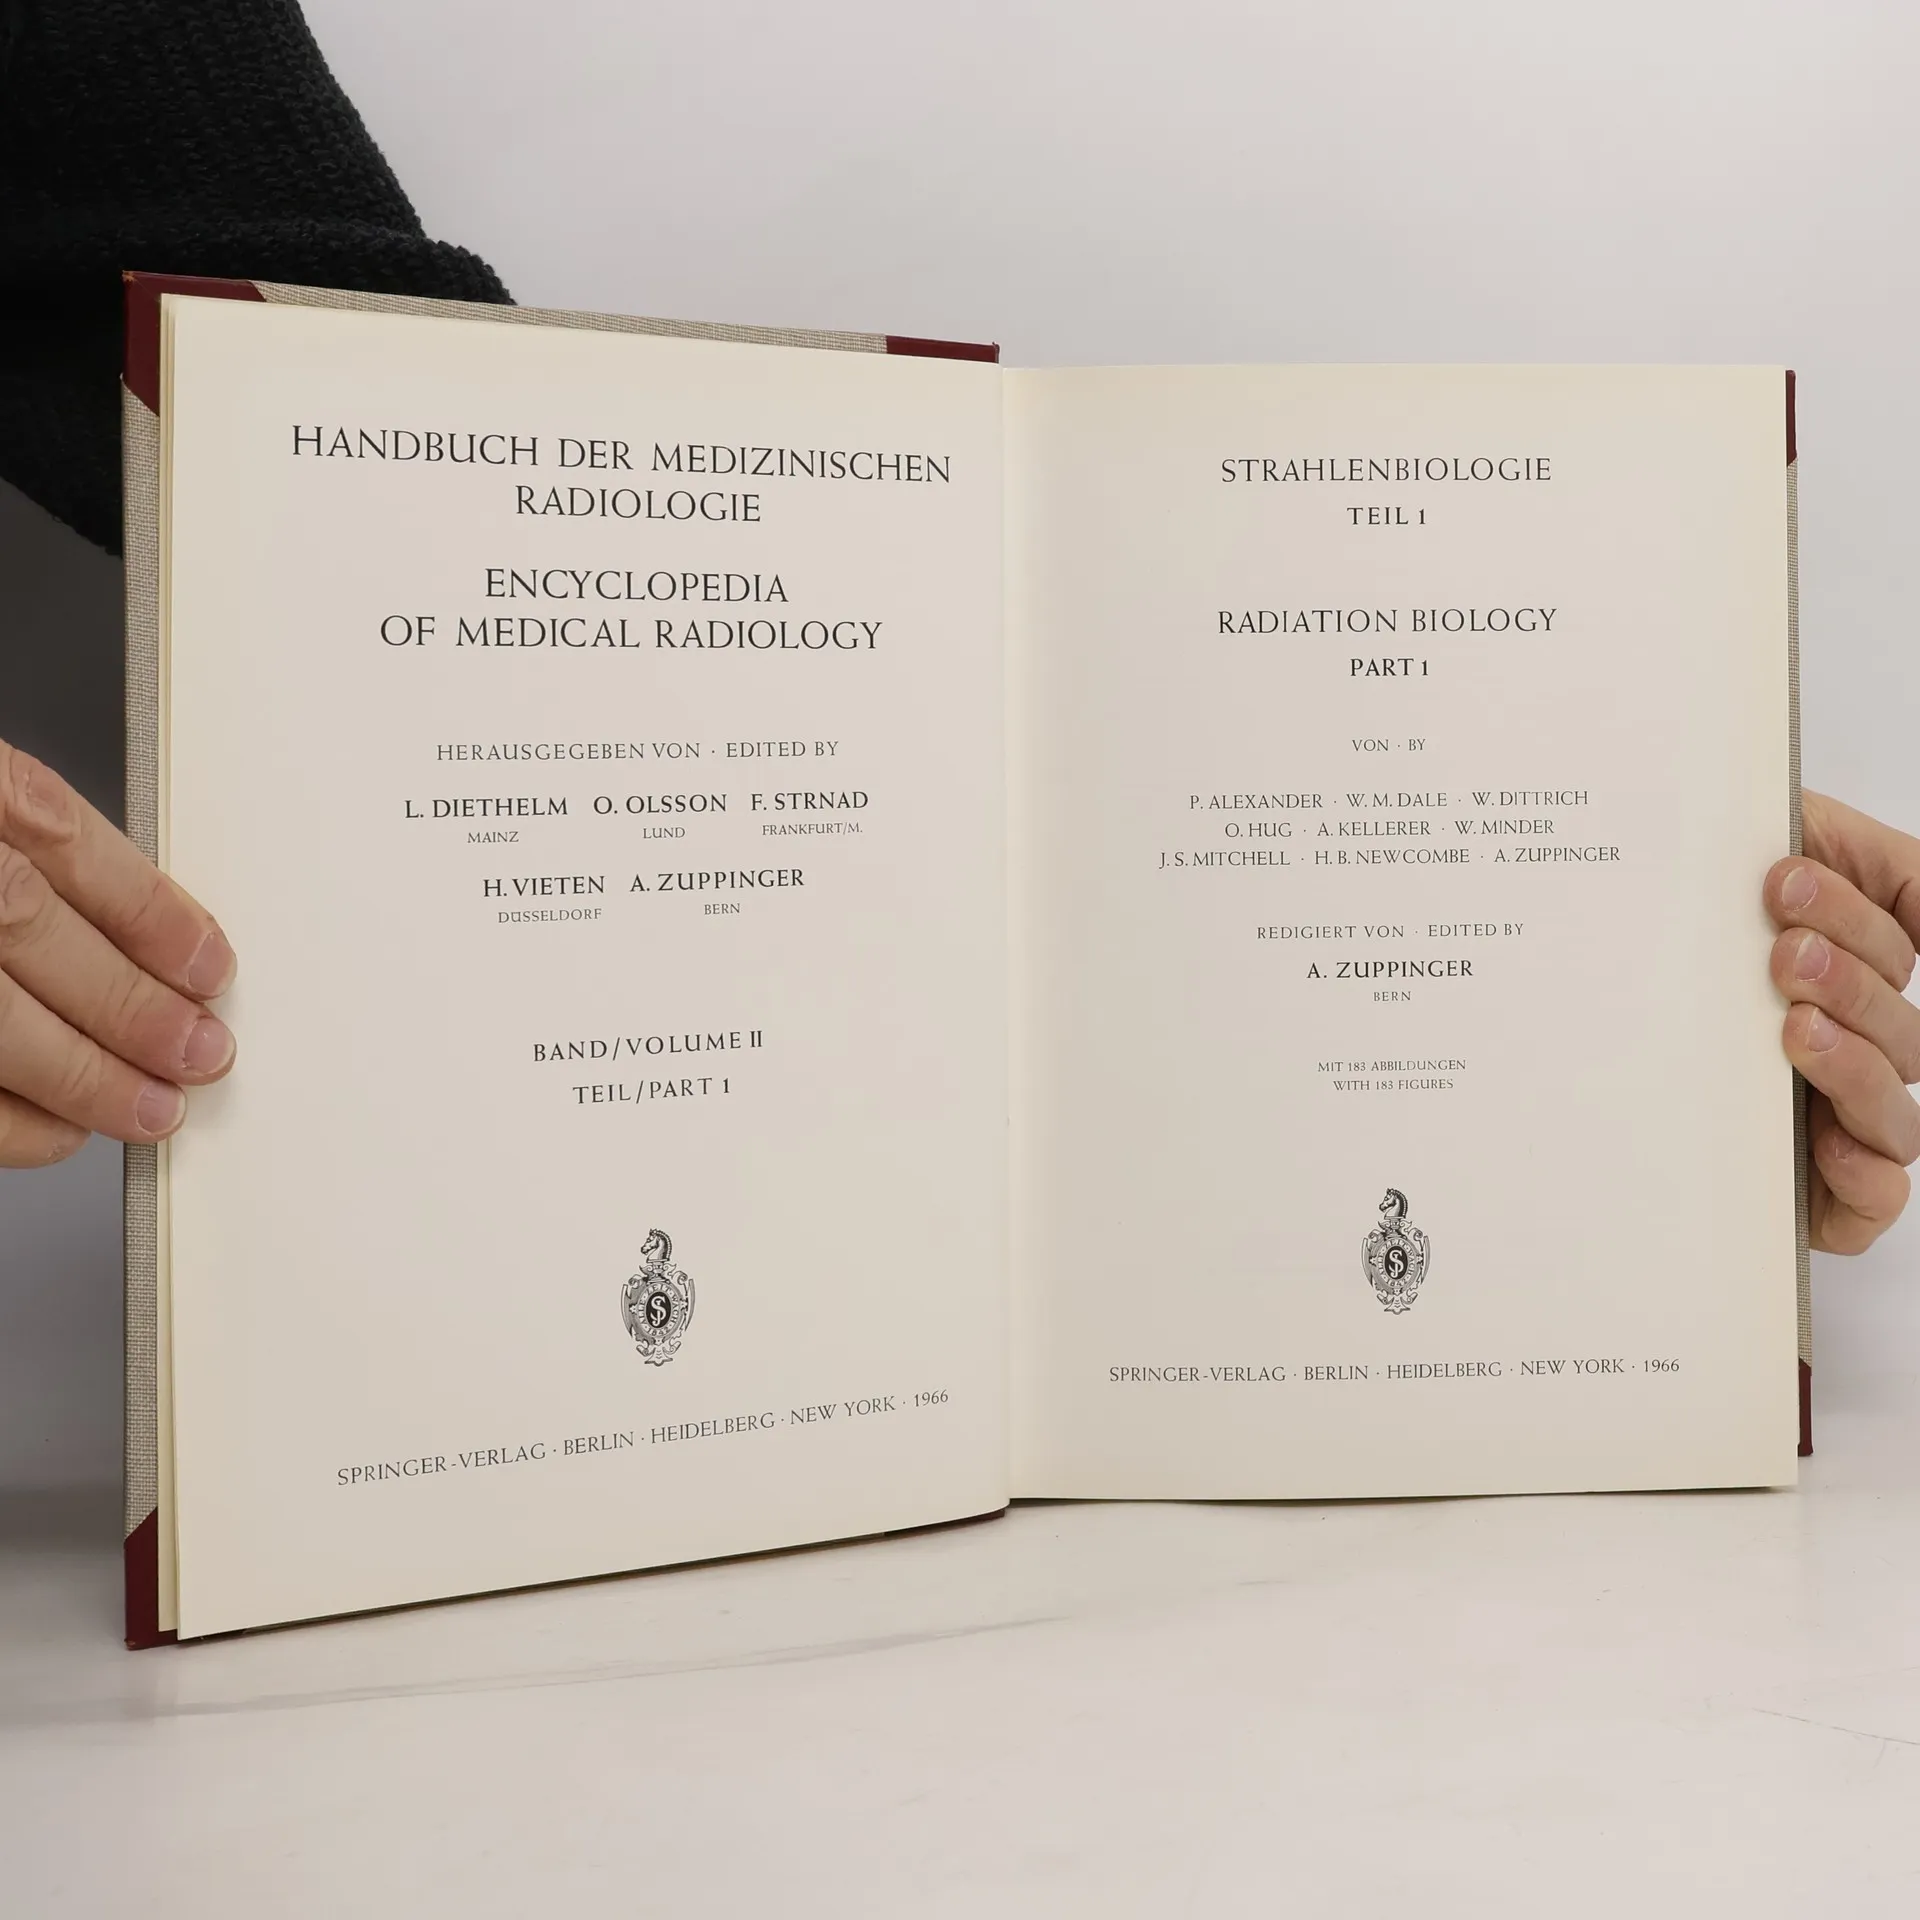 HANDBUCH DER MEDIZINISCHEN
RADIOLOGIE
ENCYCLOPEDIA
OF MEDICAL RADIOLOGY
HERAUSGEGEBEN VON · EDITED BY
L. DIETHELM O. OLSSON F. STRNAD
MAINZ LUND FRANKFURT/M.
H. VIETEN A. ZUPPINGER
DÜSSELDORF BERN
BAND/VOLUME II
TEIL/PART 1
SPRINGER-VERLAG · BERLIN · HEIDELBERG · NEW YORK · 1966
STRAHLENBIOLOGIE
TEIL 1
RADIATION BIOLOGY
PART 1
VON · BY
P. ALEXANDER · W. M. DALE · W. DITTRICH
O. HUG · A. KELLERER · W. MINDER
J. S. MITCHELL · H. B. NEWCOMBE · A. ZUPPINGER
REDIGIERT VON · EDITED BY
A. ZUPPINGER
BERN
MIT 183 ABBILDUNGEN
WITH 183 FIGURES
SPRINGER-VERLAG · BERLIN · HEIDELBERG · NEW YORK · 1966